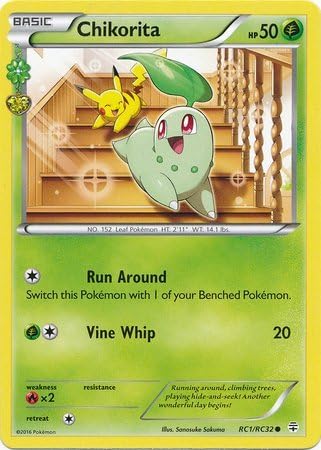 BASIC
Chikorita
HP 50
NO. 152 Leaf Pokémon HT. 2'11" WT. 14.1 lbs.
Run Around
Switch this Pokémon with 1 of your Benched Pokémon.
Vine Whip 20
weakness resistance
×2
retreat
Running around, climbing trees,
playing hide-and-seek! Another
wonderful day begins!
©2016 Pokémon
Illus. Sanosuke Sakuma
RC1/RC32